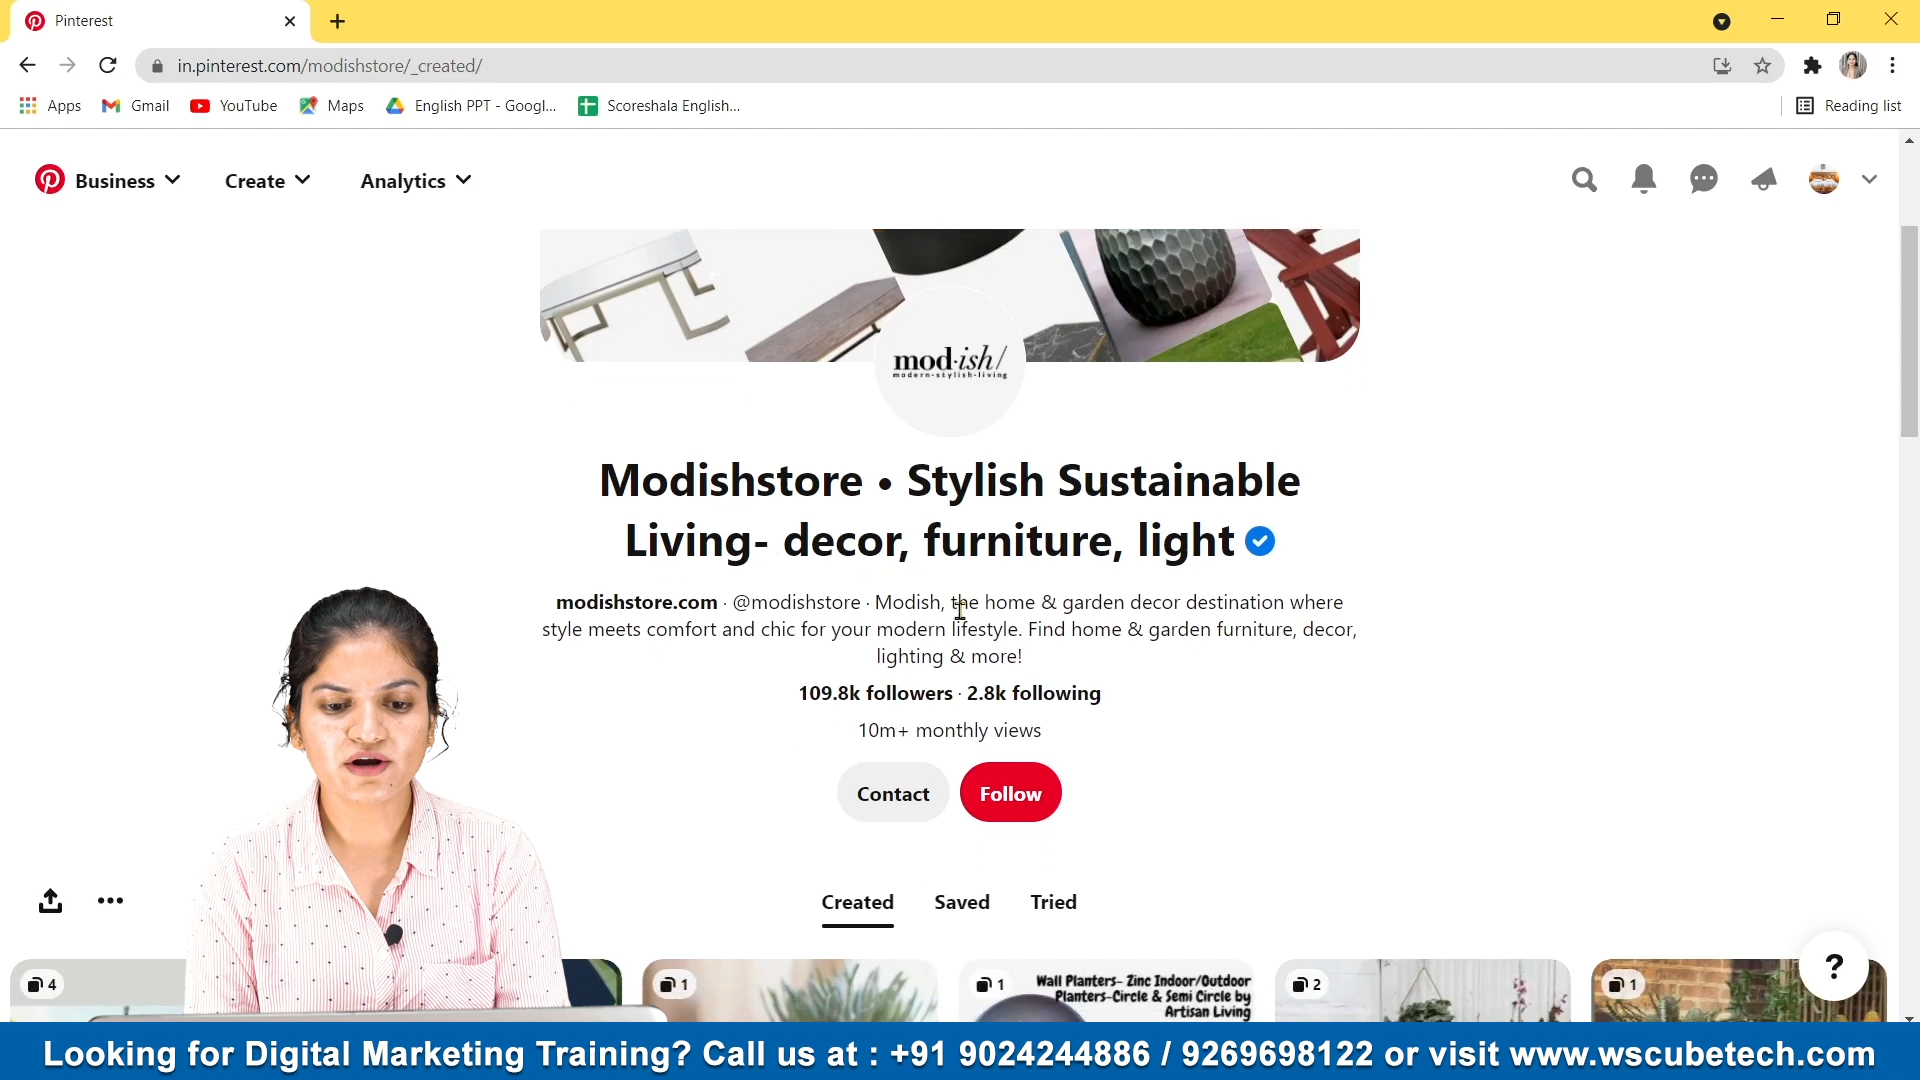 Pinterest
in.pinterest.com/modishstore/_created/
Apps
Gmail
YouTube
Maps
English PPT - Googl...
Scoreshala English...
Reading list
Business
Create
Analytics
mod·ish/
modern-stylish-living
Modishstore • Stylish Sustainable
Living- decor, furniture, light
modishstore.com · @modishstore · Modish, the home & garden decor destination where
style meets comfort and chic for your modern lifestyle. Find home & garden furniture, decor,
lighting & more!
109.8k followers · 2.8k following
10m+ monthly views
Contact
Follow
Created
Saved
Tried
4
1
1
Wall Planters- Zinc Indoor/Outdoor
Planters-Circle & Semi Circle by
Artisan Living
2
1
?
Looking for Digital Marketing Training? Call us at : +91 9024244886 / 9269698122 or visit www.wscubetech.com